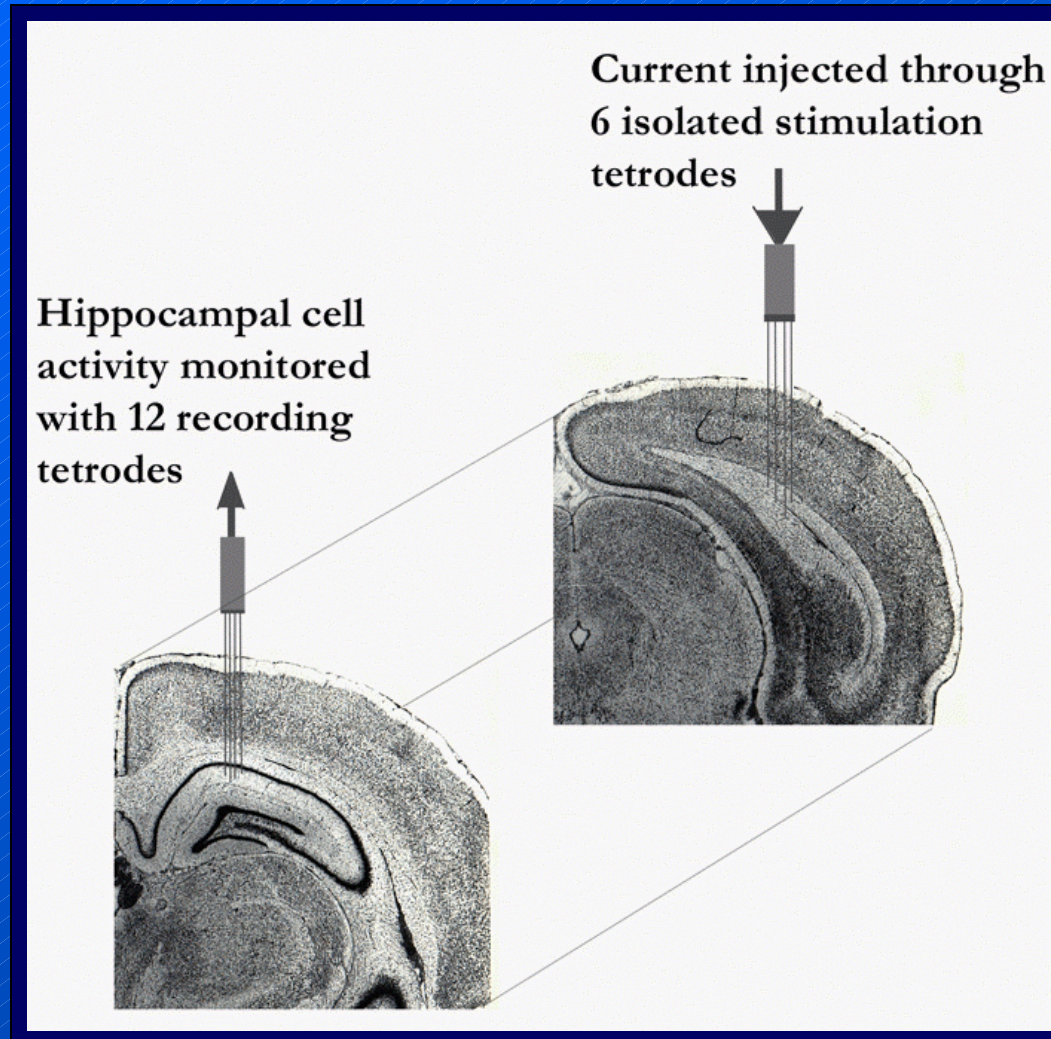 Current injected through
6 isolated stimulation
tetrodes
Hippocampal cell
activity monitored
with 12 recording
tetrodes